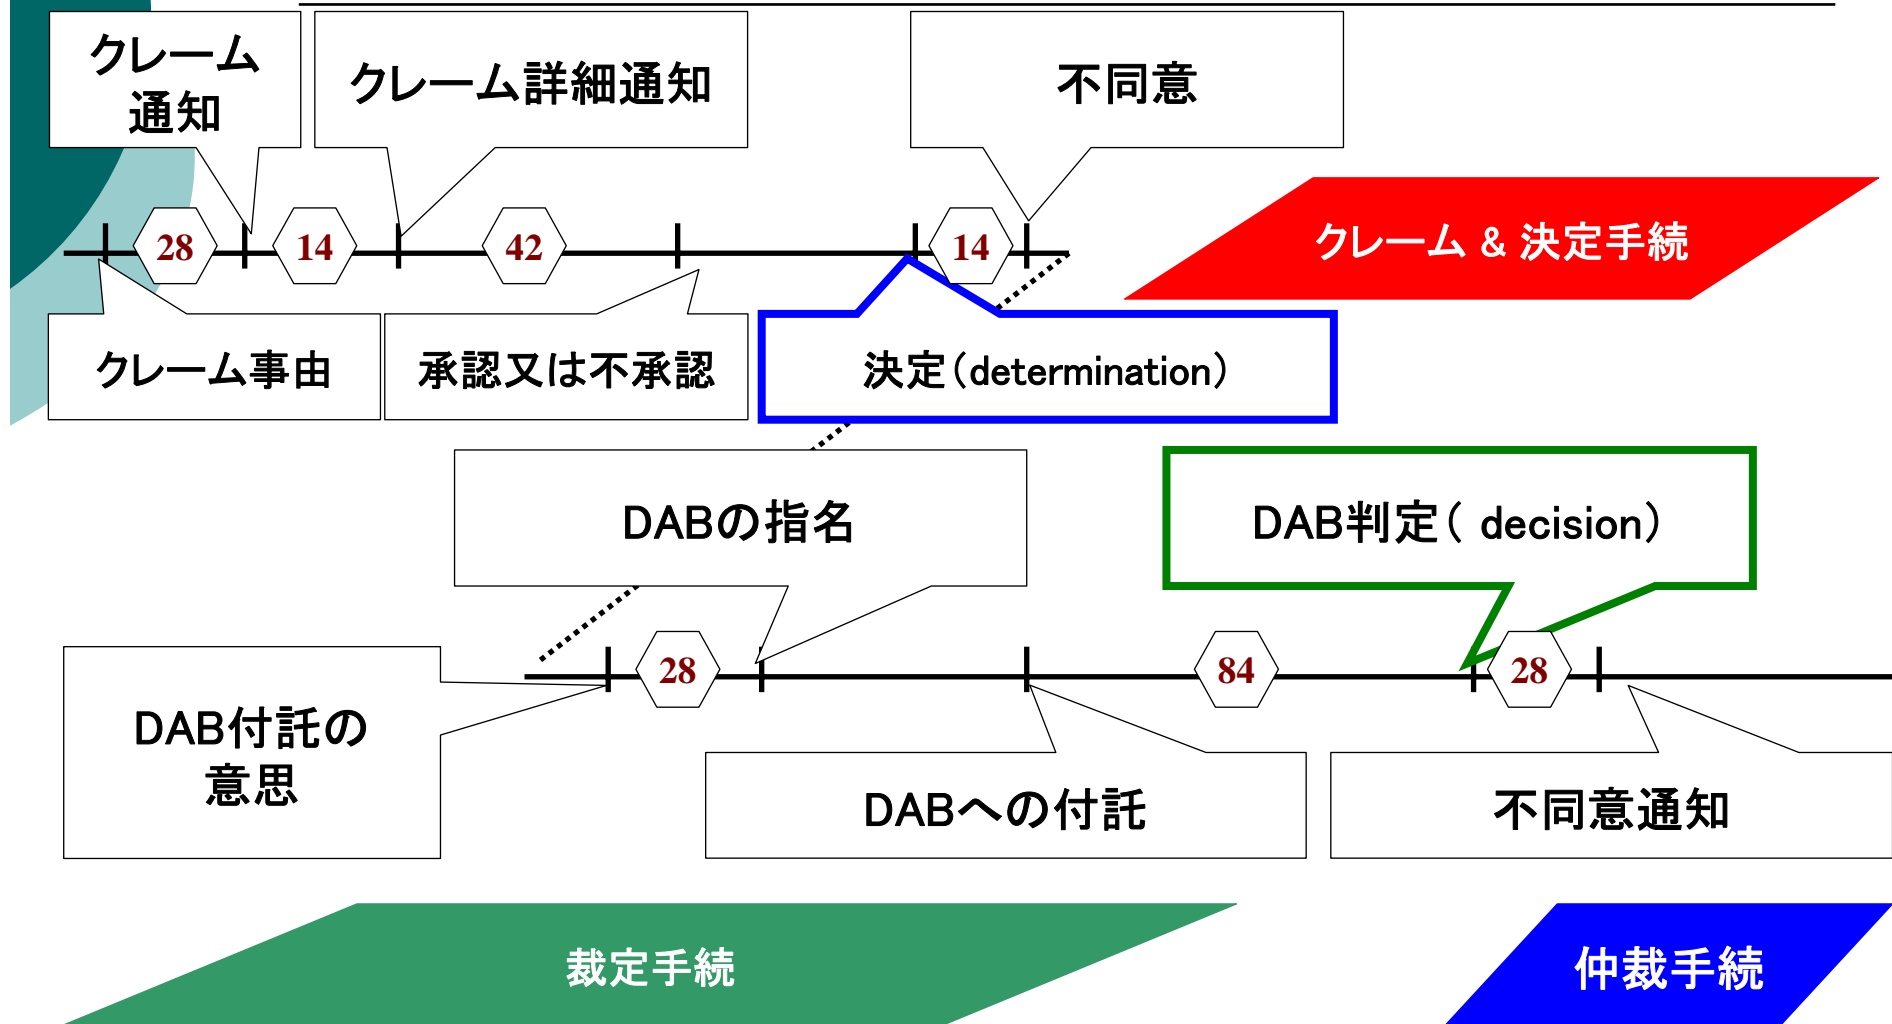 クレーム
通知
クレーム詳細通知
不同意
クレーム & 決定手続
28
14
42
14
クレーム事由
承認又は不承認
決定(determination)
DABの指名
DAB判定( decision)
28
84
28
DAB付託の
意思
DABへの付託
不同意通知
裁定手続
仲裁手続